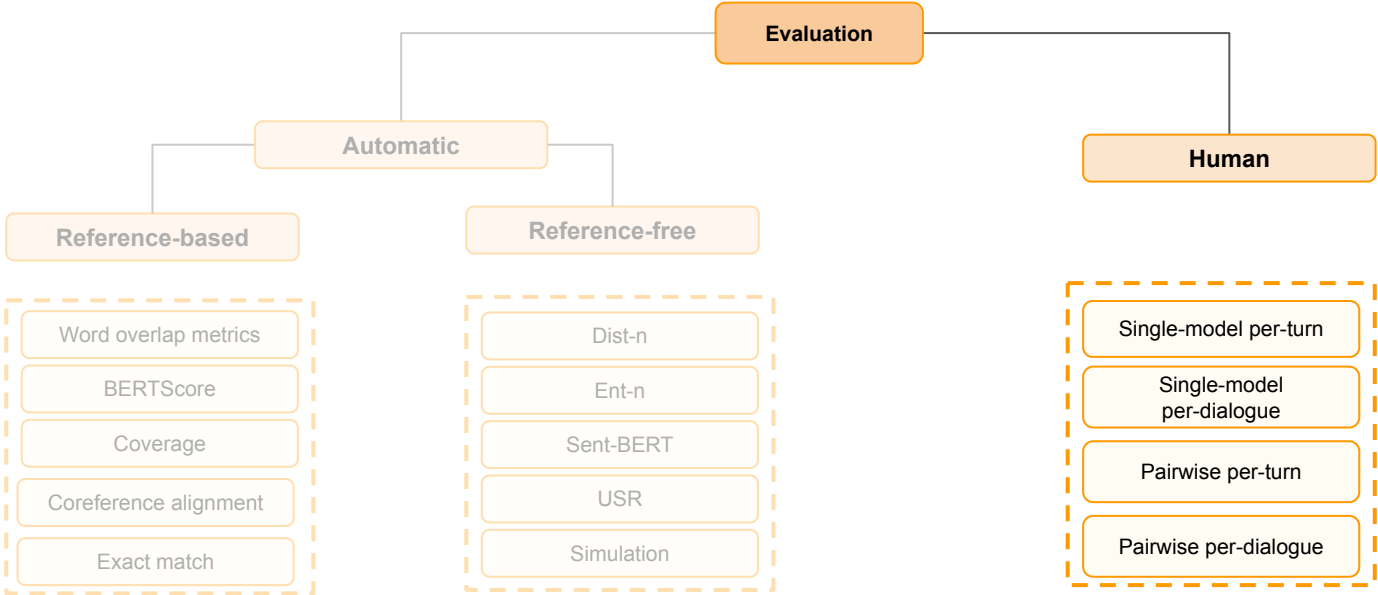 Evaluation
Automatic
Human
Reference-based
Reference-free
Word overlap metrics
BERTScore
Coverage
Coreference alignment
Exact match
Dist-n
Ent-n
Sent-BERT
USR
Simulation
Single-model per-turn
Single-model
per-dialogue
Pairwise per-turn
Pairwise per-dialogue